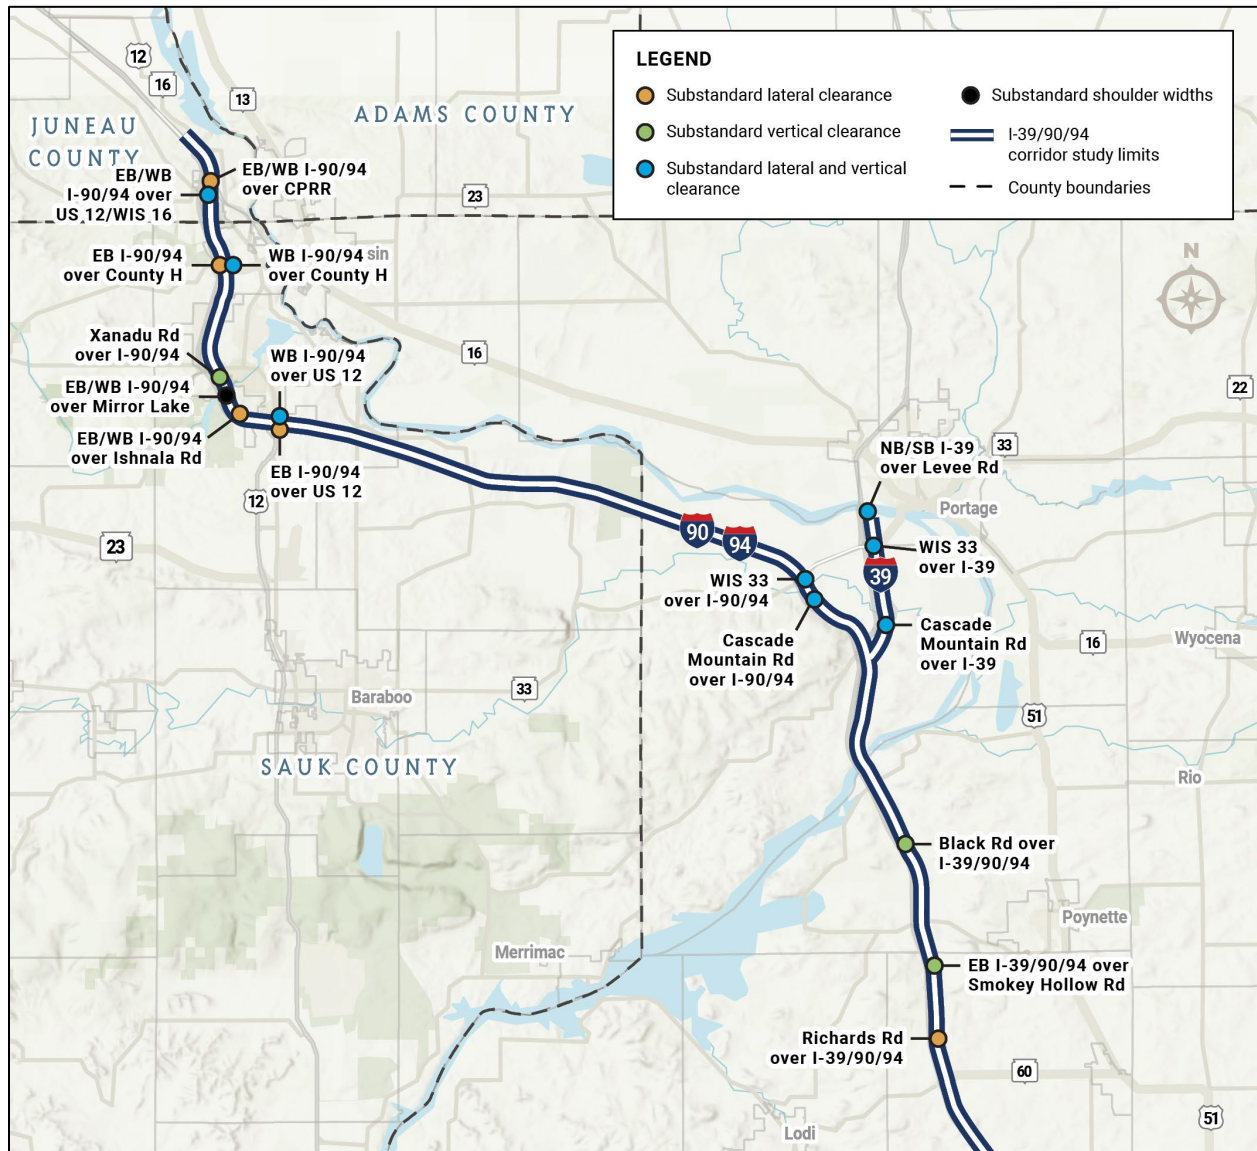 LEGEND
Substandard lateral clearance
Substandard vertical clearance
Substandard lateral and vertical
clearance
Substandard shoulder widths
I-39/90/94
corridor study limits
County boundaries
N
12
16
13
JUNEAU
COUNTY
ADAMS COUNTY
EB/WB
I-90/94 over
US 12/WIS 16
EB/WB I-90/94
over CPRR
23
EB I-90/94
over County H
WB I-90/94
over County H
sin
Xanadu Rd
over I-90/94
EB/WB I-90/94
over Mirror Lake
EB/WB I-90/94
over Ishnala Rd
WB I-90/94
over US 12
EB I-90/94
over US 12
16
22
12
23
33
NB/SB I-39
over Levee Rd
Portage
90
94
39
WIS 33
over I-39
WIS 33
over I-90/94
Cascade
Mountain Rd
over I-90/94
Cascade
Mountain Rd
over I-39
16
Wyocena
33
51
Baraboo
SAUK COUNTY
Rio
Black Rd over
I-39/90/94
Poynette
Merrimac
EB I-39/90/94 over
Smokey Hollow Rd
Richards Rd
over I-39/90/94
60
51
Lodi